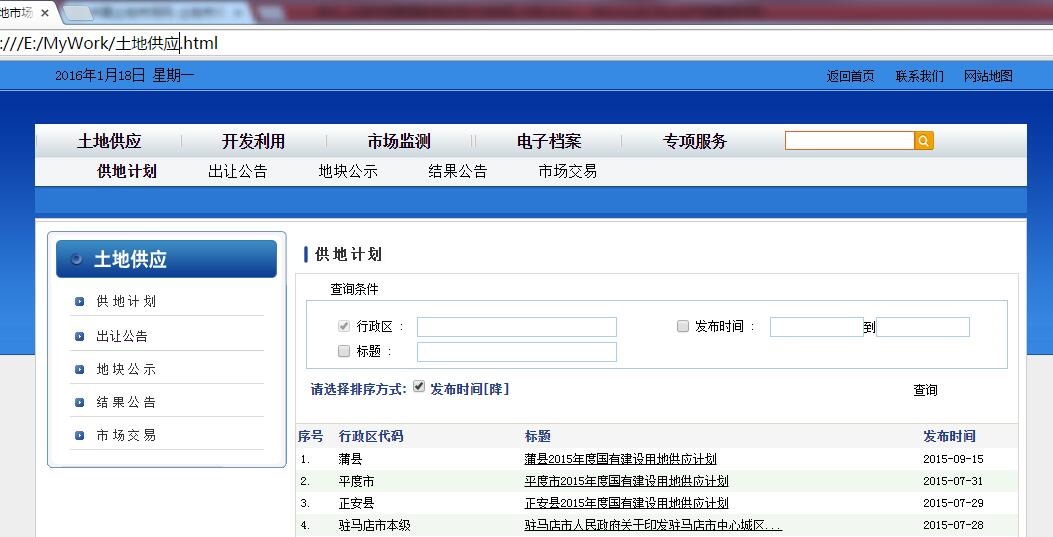 地市场
:///E:/MyWork/土地供应.html
2016年1月18日 星期一 返回首页 联系我们 网站地图
土地供应 开发利用 市场监测 电子档案 专项服务
供地计划 出让公告 地块公示 结果公告 市场交易
土地供应
供地计划
出让公告
地块公示
结果公告
市场交易
供地计划
查询条件
行政区 : 发布时间 : 到
标题 :
请选择排序方式: 发布时间[降] 查询
序号 行政区代码 标题 发布时间
1. 蒲县 蒲县2015年度国有建设用地供应计划 2015-09-15
2. 平度市 平度市2015年度国有建设用地供应计划 2015-07-31
3. 正安县 正安县2015年度国有建设用地供应计划 2015-07-29
4. 驻马店市本级 驻马店市人民政府关于印发驻马店市中心城区... 2015-07-28